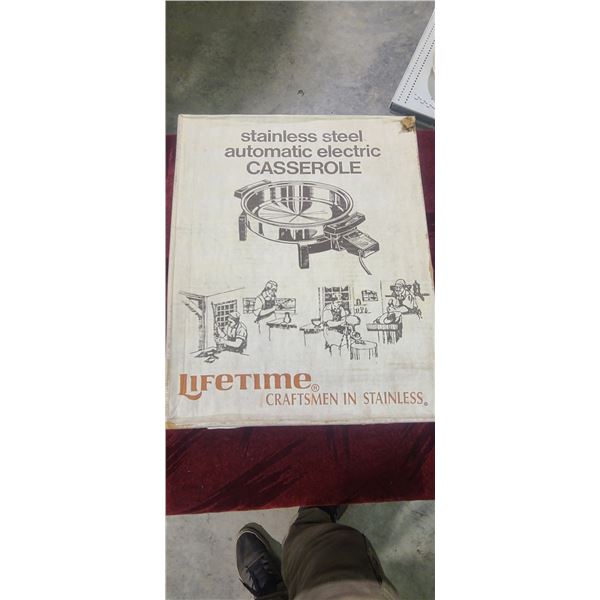 stainless steel
automatic electric
CASSEROLE
LIFETIME®
CRAFTSMEN IN STAINLESS®